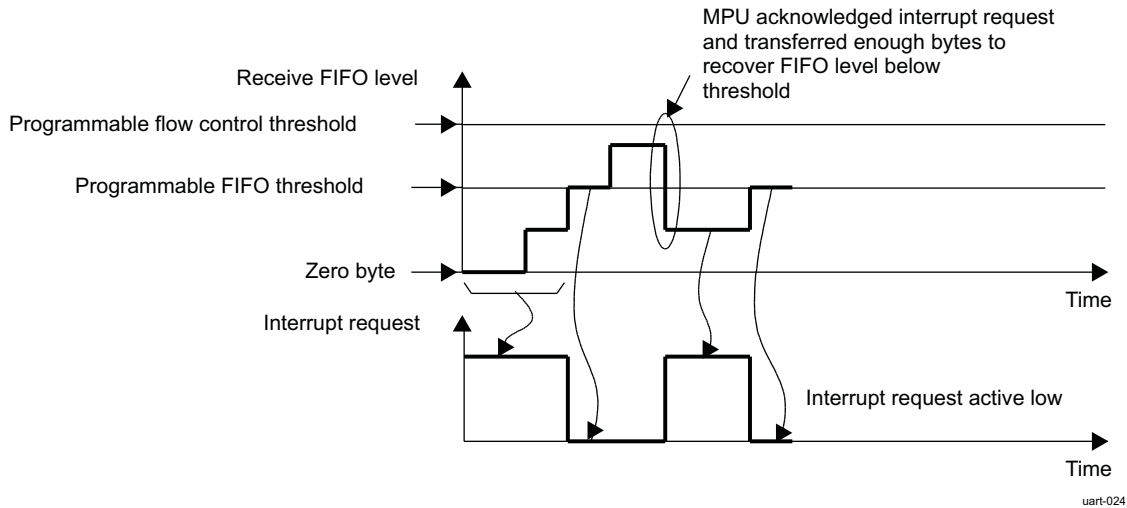 MPU acknowledged interrupt request
and transferred enough bytes to
recover FIFO level below
threshold
Receive FIFO level
Programmable flow control threshold
Programmable FIFO threshold
Zero byte
Time
Interrupt request
Interrupt request active low
Time
uart-024